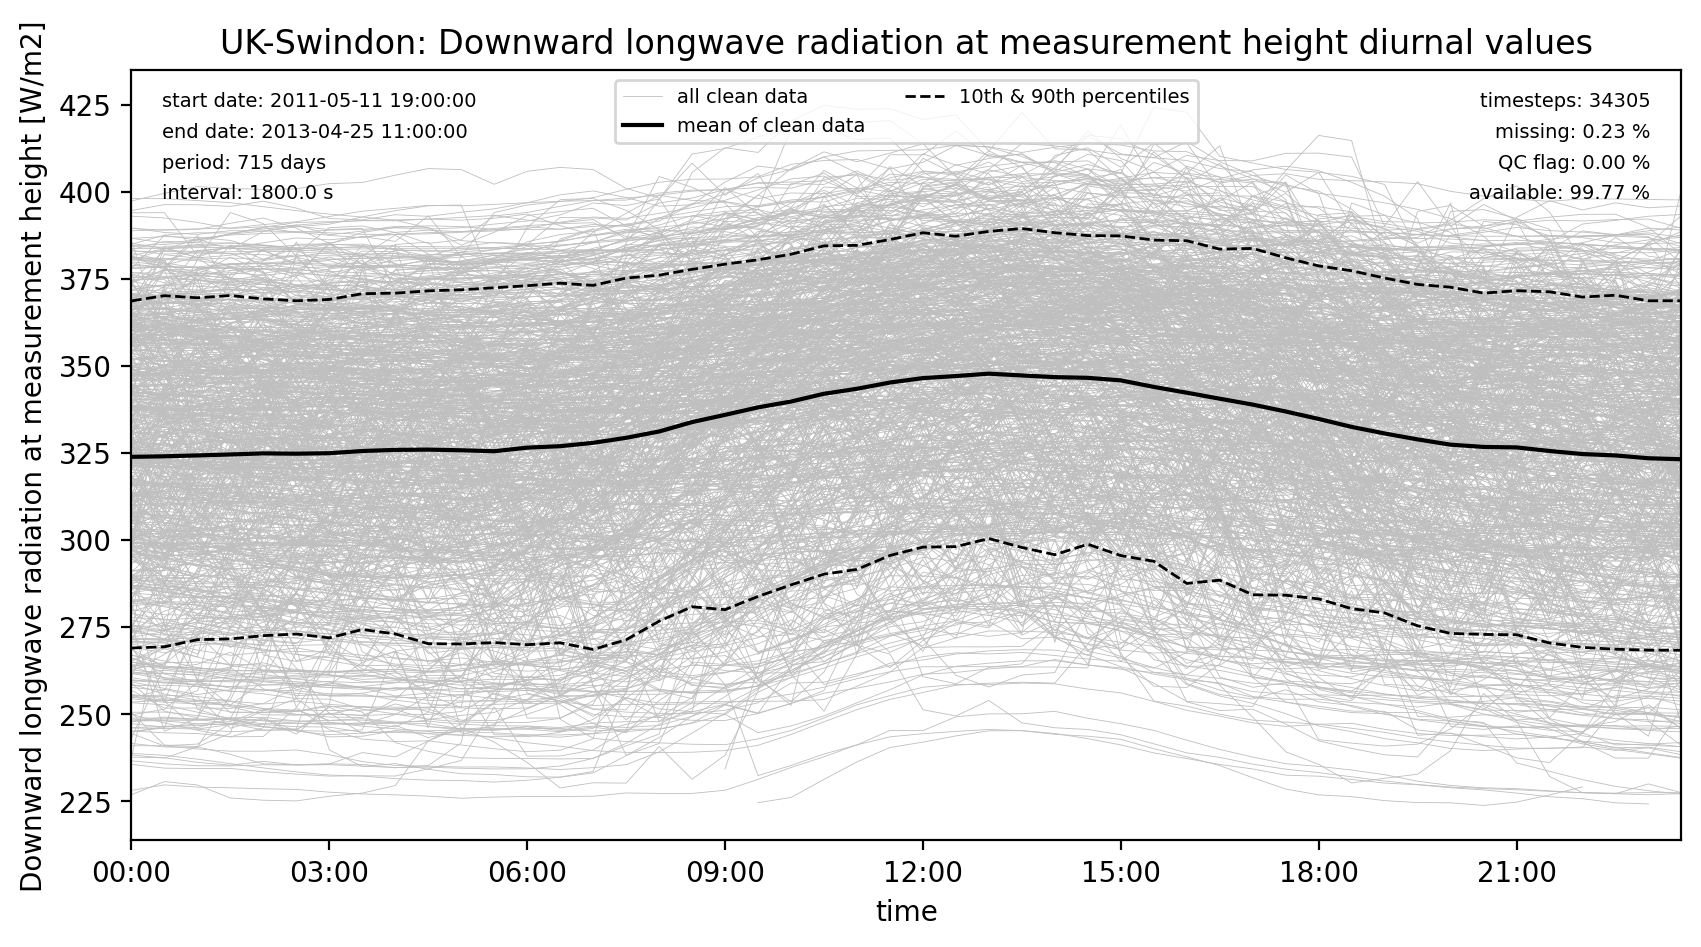 UK-Swindon: Downward longwave radiation at measurement height diurnal values
Downward longwave radiation at measurement height [W/m2]
start date: 2011-05-11 19:00:00
end date: 2013-04-25 11:00:00
period: 715 days
interval: 1800.0 s
all clean data
mean of clean data
10th & 90th percentiles
timesteps: 34305
missing: 0.23 %
QC flag: 0.00 %
available: 99.77 %
425
400
375
350
325
300
275
250
225
00:00 03:00 06:00 09:00 12:00 15:00 18:00 21:00
time